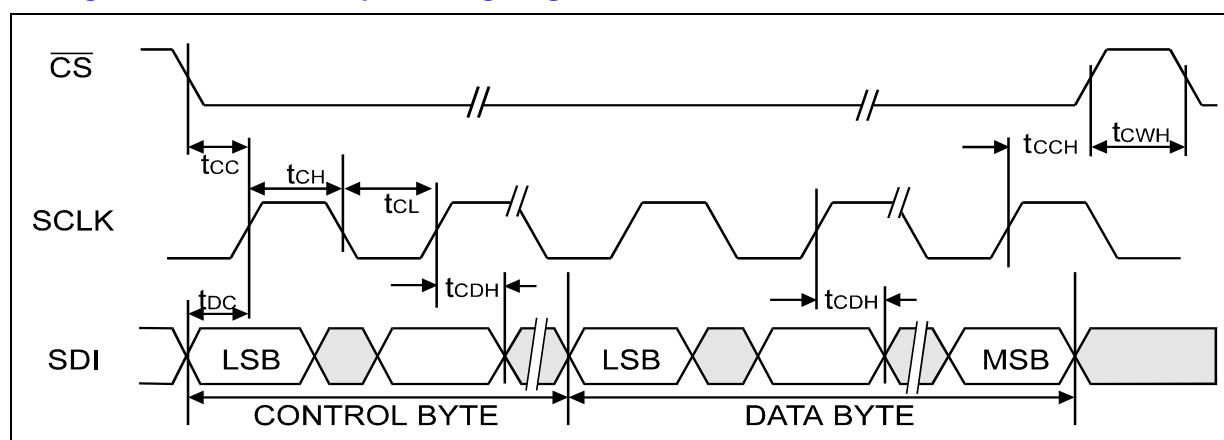 CS
tCC
tCH
tCL
tCCH
tCWH
SCLK
tDC
tCDH
tCDH
SDI
LSB
LSB
MSB
CONTROL BYTE
DATA BYTE